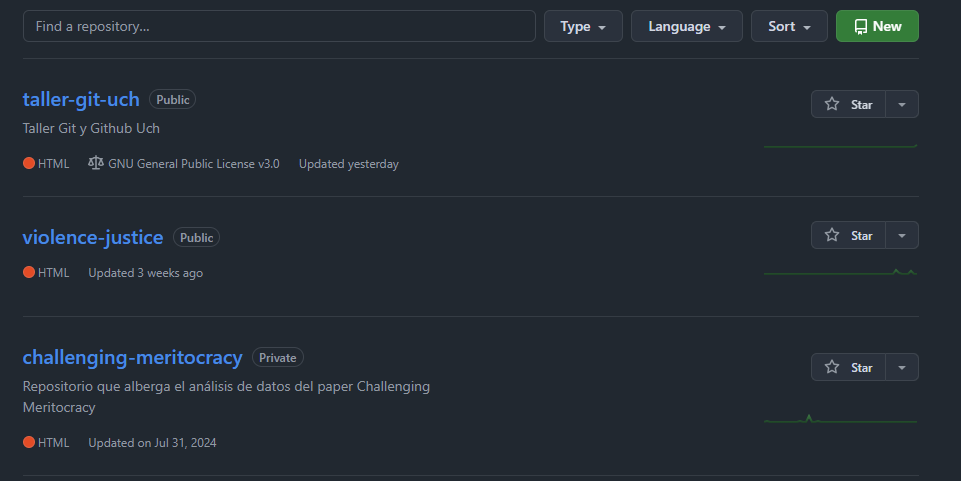 Find a repository...
Type
Language
Sort
New
taller-git-uch Public
Star
Taller Git y Github Uch
HTML GNU General Public License v3.0 Updated yesterday
violence-justice Public
Star
HTML Updated 3 weeks ago
challenging-meritocracy Private
Star
Repositorio que alberga el análisis de datos del paper Challenging
Meritocracy
HTML Updated on Jul 31, 2024